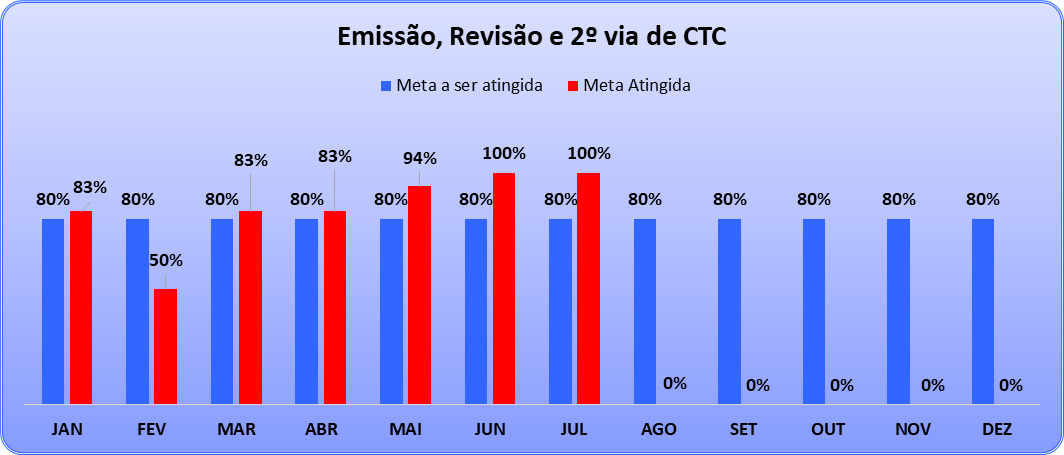 Emissão, Revisão e 2º via de CTC
Meta a ser atingida Meta Atingida
80% 83% 80% 50% 80% 83% 80% 83% 80% 94% 80% 100% 80% 100% 80% 0% 80% 0% 80% 0% 80% 0% 80% 0%
JAN FEV MAR ABR MAI JUN JUL AGO SET OUT NOV DEZ